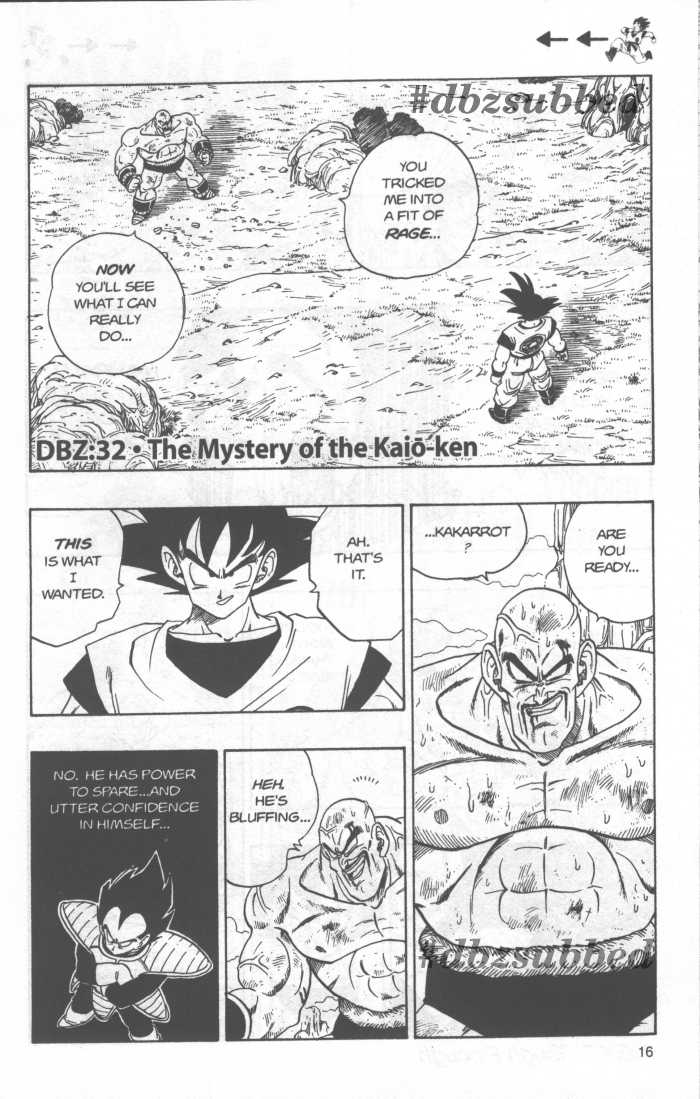 #dbzsubbed
YOU
TRICKED
ME INTO
A FIT OF
RAGE...
NOW
YOU'LL SEE
WHAT I CAN
REALLY
DO...
DBZ:32 • The Mystery of the Kaiō-ken
ARE
YOU
READY...
...KAKARROT
?
AH.
THAT'S
IT.
THIS
IS WHAT
I
WANTED.
HEH.
HE'S
BLUFFING...
NO. HE HAS POWER
TO SPARE...AND
UTTER CONFIDENCE
IN HIMSELF...
#dbzsubbed
16